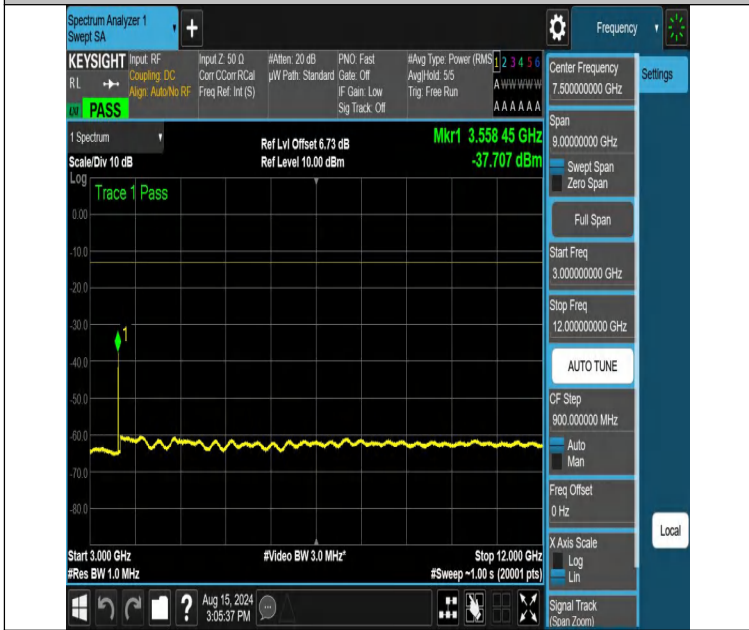 Spectrum Analyzer 1
Swept SA
+
Frequency
KEYSIGHT
RL
PASS
Input: RF
Coupling: DC
Align: Auto/No RF
Input Z: 50 Ω
Corr CCorr RCal
Freq Ref: Int (S)
#Atten: 20 dB
µW Path: Standard
PNO: Fast
Gate: Off
IF Gain: Low
Sig Track: Off
#Avg Type: Power (RMS
Avg|Hold: 5/5
Trig: Free Run
1 2 3 4 5 6
A W W W W W
A A A A A A
1 Spectrum
Scale/Div 10 dB
Ref Lvl Offset 6.73 dB
Ref Level 10.00 dBm
Mkr1 3.558 45 GHz
-37.707 dBm
Log
Trace 1 Pass
0.00
-10.0
-20.0
-30.0
-40.0
-50.0
-60.0
-70.0
-80.0
1
Start 3.000 GHz
#Res BW 1.0 MHz
#Video BW 3.0 MHz*
Stop 12.000 GHz
#Sweep ~1.00 s (20001 pts)
Center Frequency
7.50000000 GHz
Settings
Span
9.00000000 GHz
Swept Span
Zero Span
Full Span
Start Freq
3.000000000 GHz
Stop Freq
12.000000000 GHz
AUTO TUNE
CF Step
900.000000 MHz
Auto
Man
Freq Offset
0 Hz
X Axis Scale
Log
Lin
Signal Track
(Span Zoom)
Local
?
Aug 15, 2024
3:05:37 PM